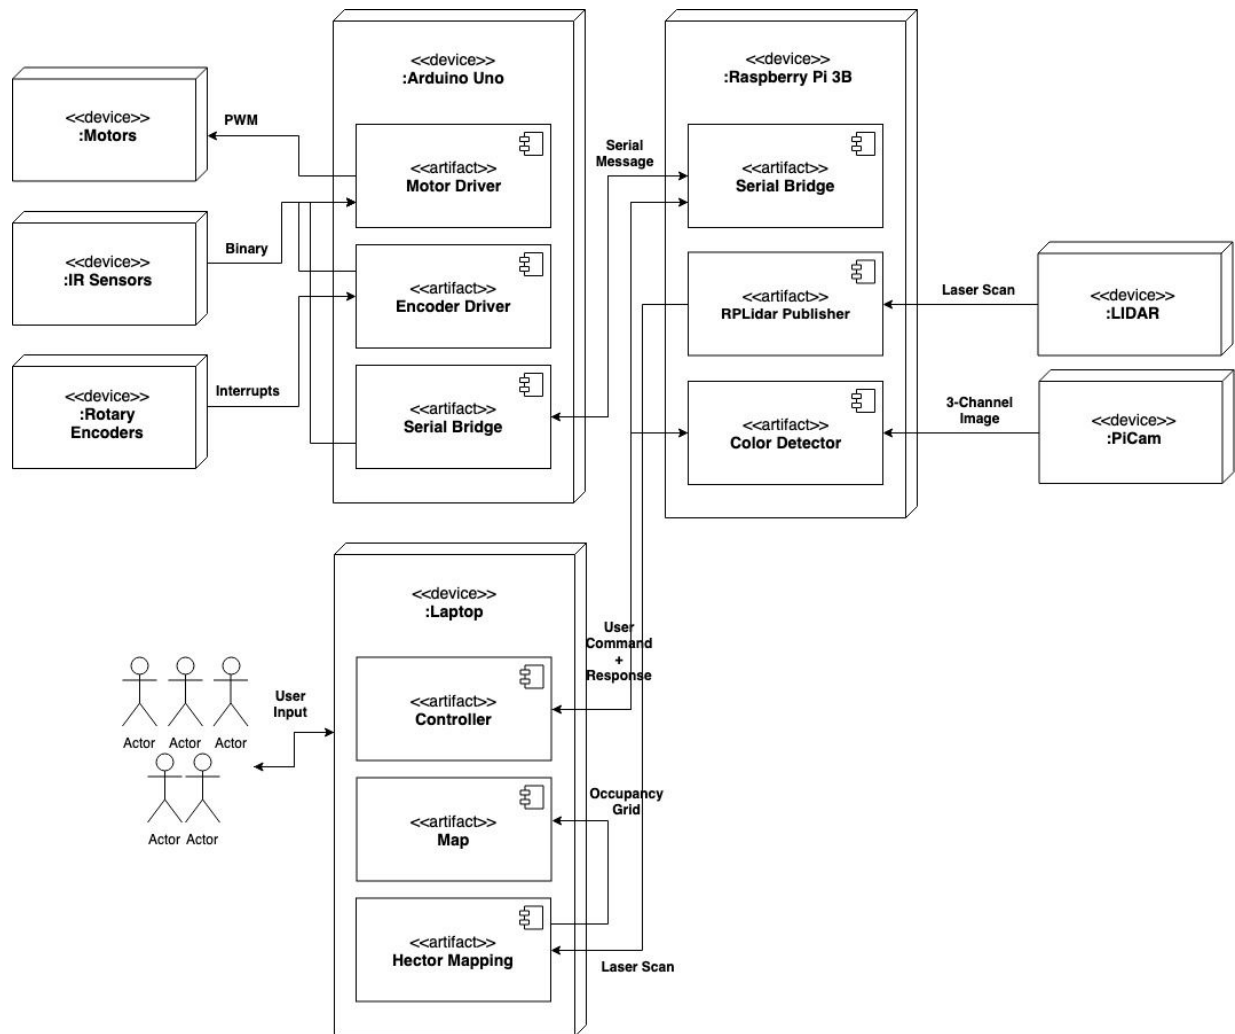 <<device>>
:Motors
PWM
<<device>>
:IR Sensors
Binary
<<device>>
:Rotary
Encoders
Interrupts
<<device>>
:Arduino Uno
<<artifact>>
Motor Driver
<<artifact>>
Encoder Driver
<<artifact>>
Serial Bridge
Serial
Message
<<device>>
:Raspberry Pi 3B
<<artifact>>
Serial Bridge
<<artifact>>
RPLidar Publisher
<<artifact>>
Color Detector
Laser Scan
<<device>>
:LIDAR
3-Channel
Image
<<device>>
:PiCam
Actor
Actor
Actor
Actor
Actor
User
Input
<<device>>
:Laptop
<<artifact>>
Controller
<<artifact>>
Map
<<artifact>>
Hector Mapping
User
Command
+
Response
Occupancy
Grid
Laser Scan